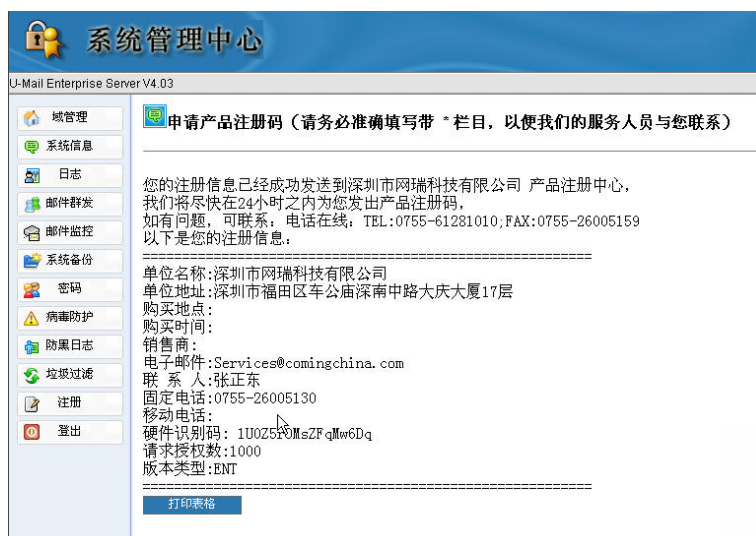 系统管理中心
U-Mail Enterprise Server V4.03
域管理
系统信息
日志
邮件群发
邮件监控
系统备份
密码
病毒防护
防黑日志
垃圾过滤
注册
登出
申请产品注册码（请务必准确填写带 *栏目，以便我们的服务人员与您联系）
您的注册信息已经成功发送到深圳市网瑞科技有限公司 产品注册中心，
我们将尽快在24小时之内为您发出产品注册码，
如有问题，可联系：电话在线：TEL:0755-61281010;FAX:0755-26005159
以下是您的注册信息：
==========================================================
单位名称:深圳市网瑞科技有限公司
单位地址:深圳市福田区车公庙深南中路大庆大厦17层
购买地点:
购买时间:
销售商:
电子邮件:Services@comingchina.com
联 系 人:张正东
固定电话:0755-26005130
移动电话:
硬件识别码:
请求授权数:1000
版本类型:ENT
==========================================================
打印表格